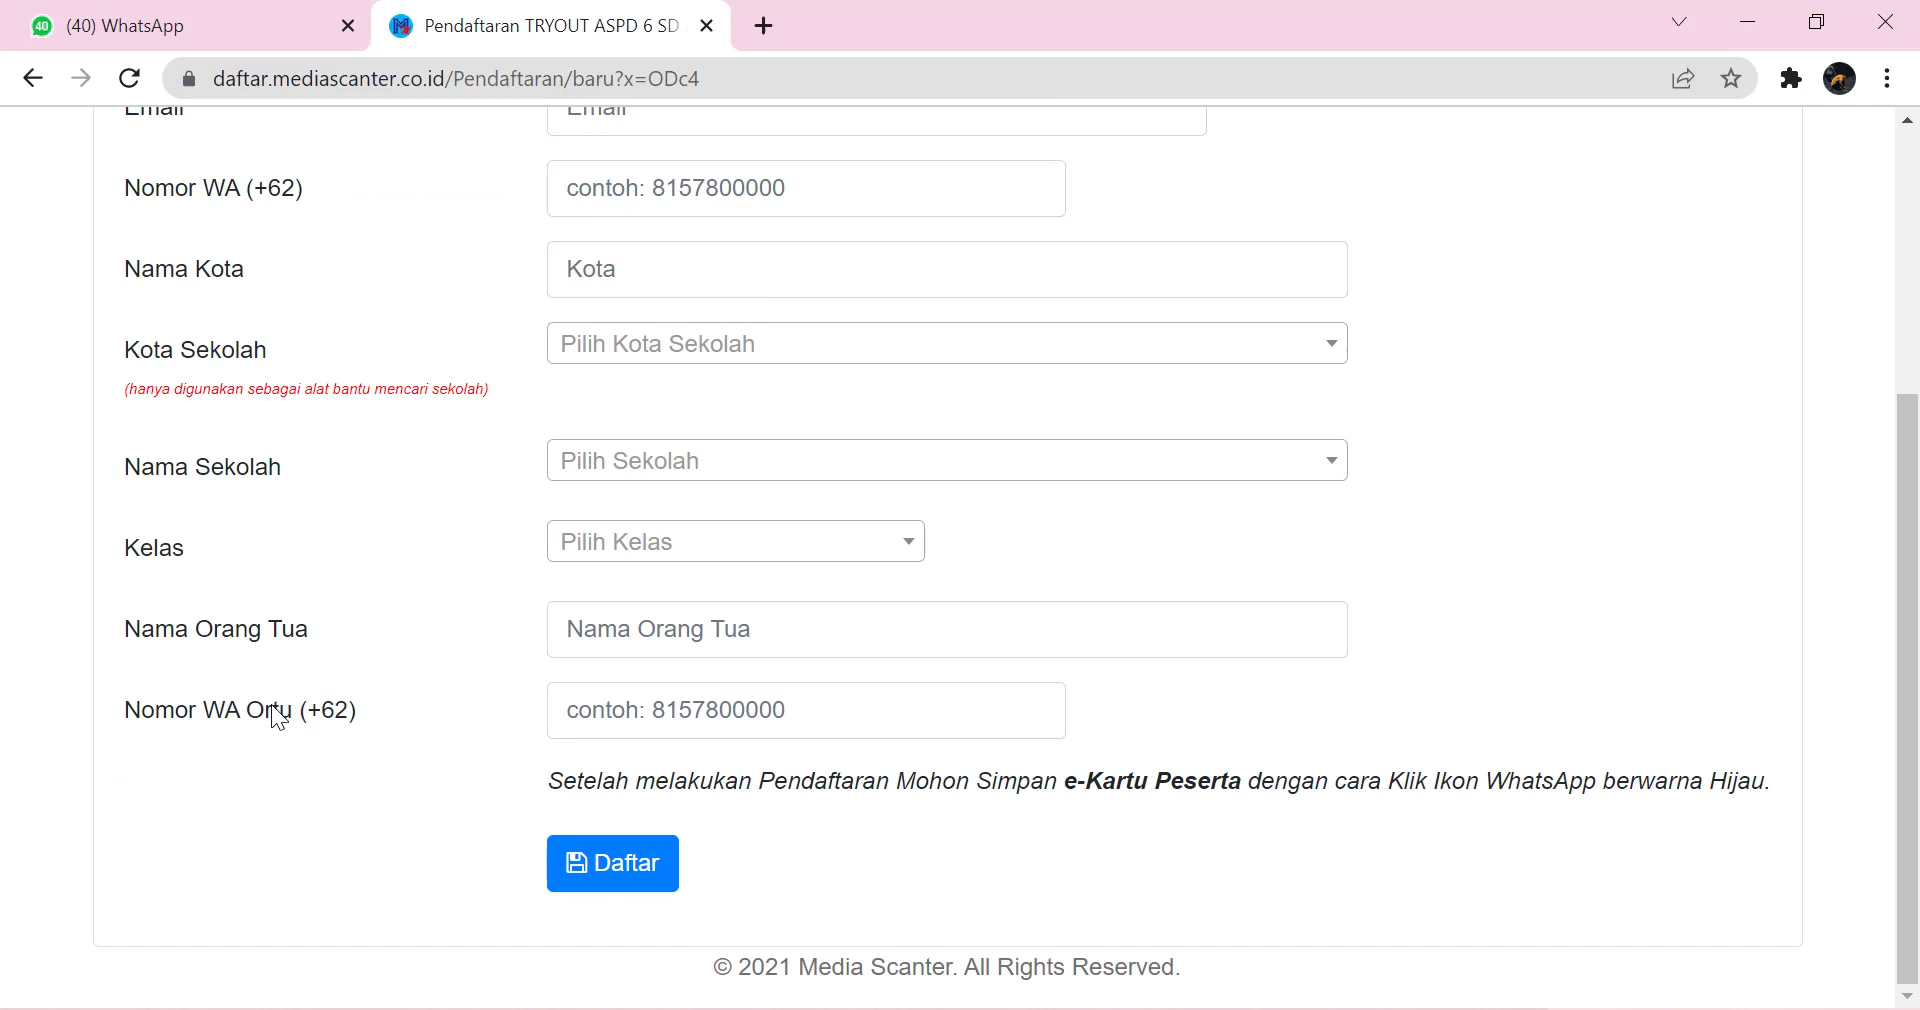 (40) WhatsApp
Pendaftaran TRYOUT ASPD 6 SD
daftar.mediascanter.co.id/Pendaftaran/baru?x=ODc4
Email
Email
Nomor WA (+62)
contoh: 8157800000
Nama Kota
Kota
Kota Sekolah
Pilih Kota Sekolah
(hanya digunakan sebagai alat bantu mencari sekolah)
Nama Sekolah
Pilih Sekolah
Kelas
Pilih Kelas
Nama Orang Tua
Nama Orang Tua
Nomor WA Ortu (+62)
contoh: 8157800000
Setelah melakukan Pendaftaran Mohon Simpan e-Kartu Peserta dengan cara Klik Ikon WhatsApp berwarna Hijau.
Daftar
© 2021 Media Scanter. All Rights Reserved.